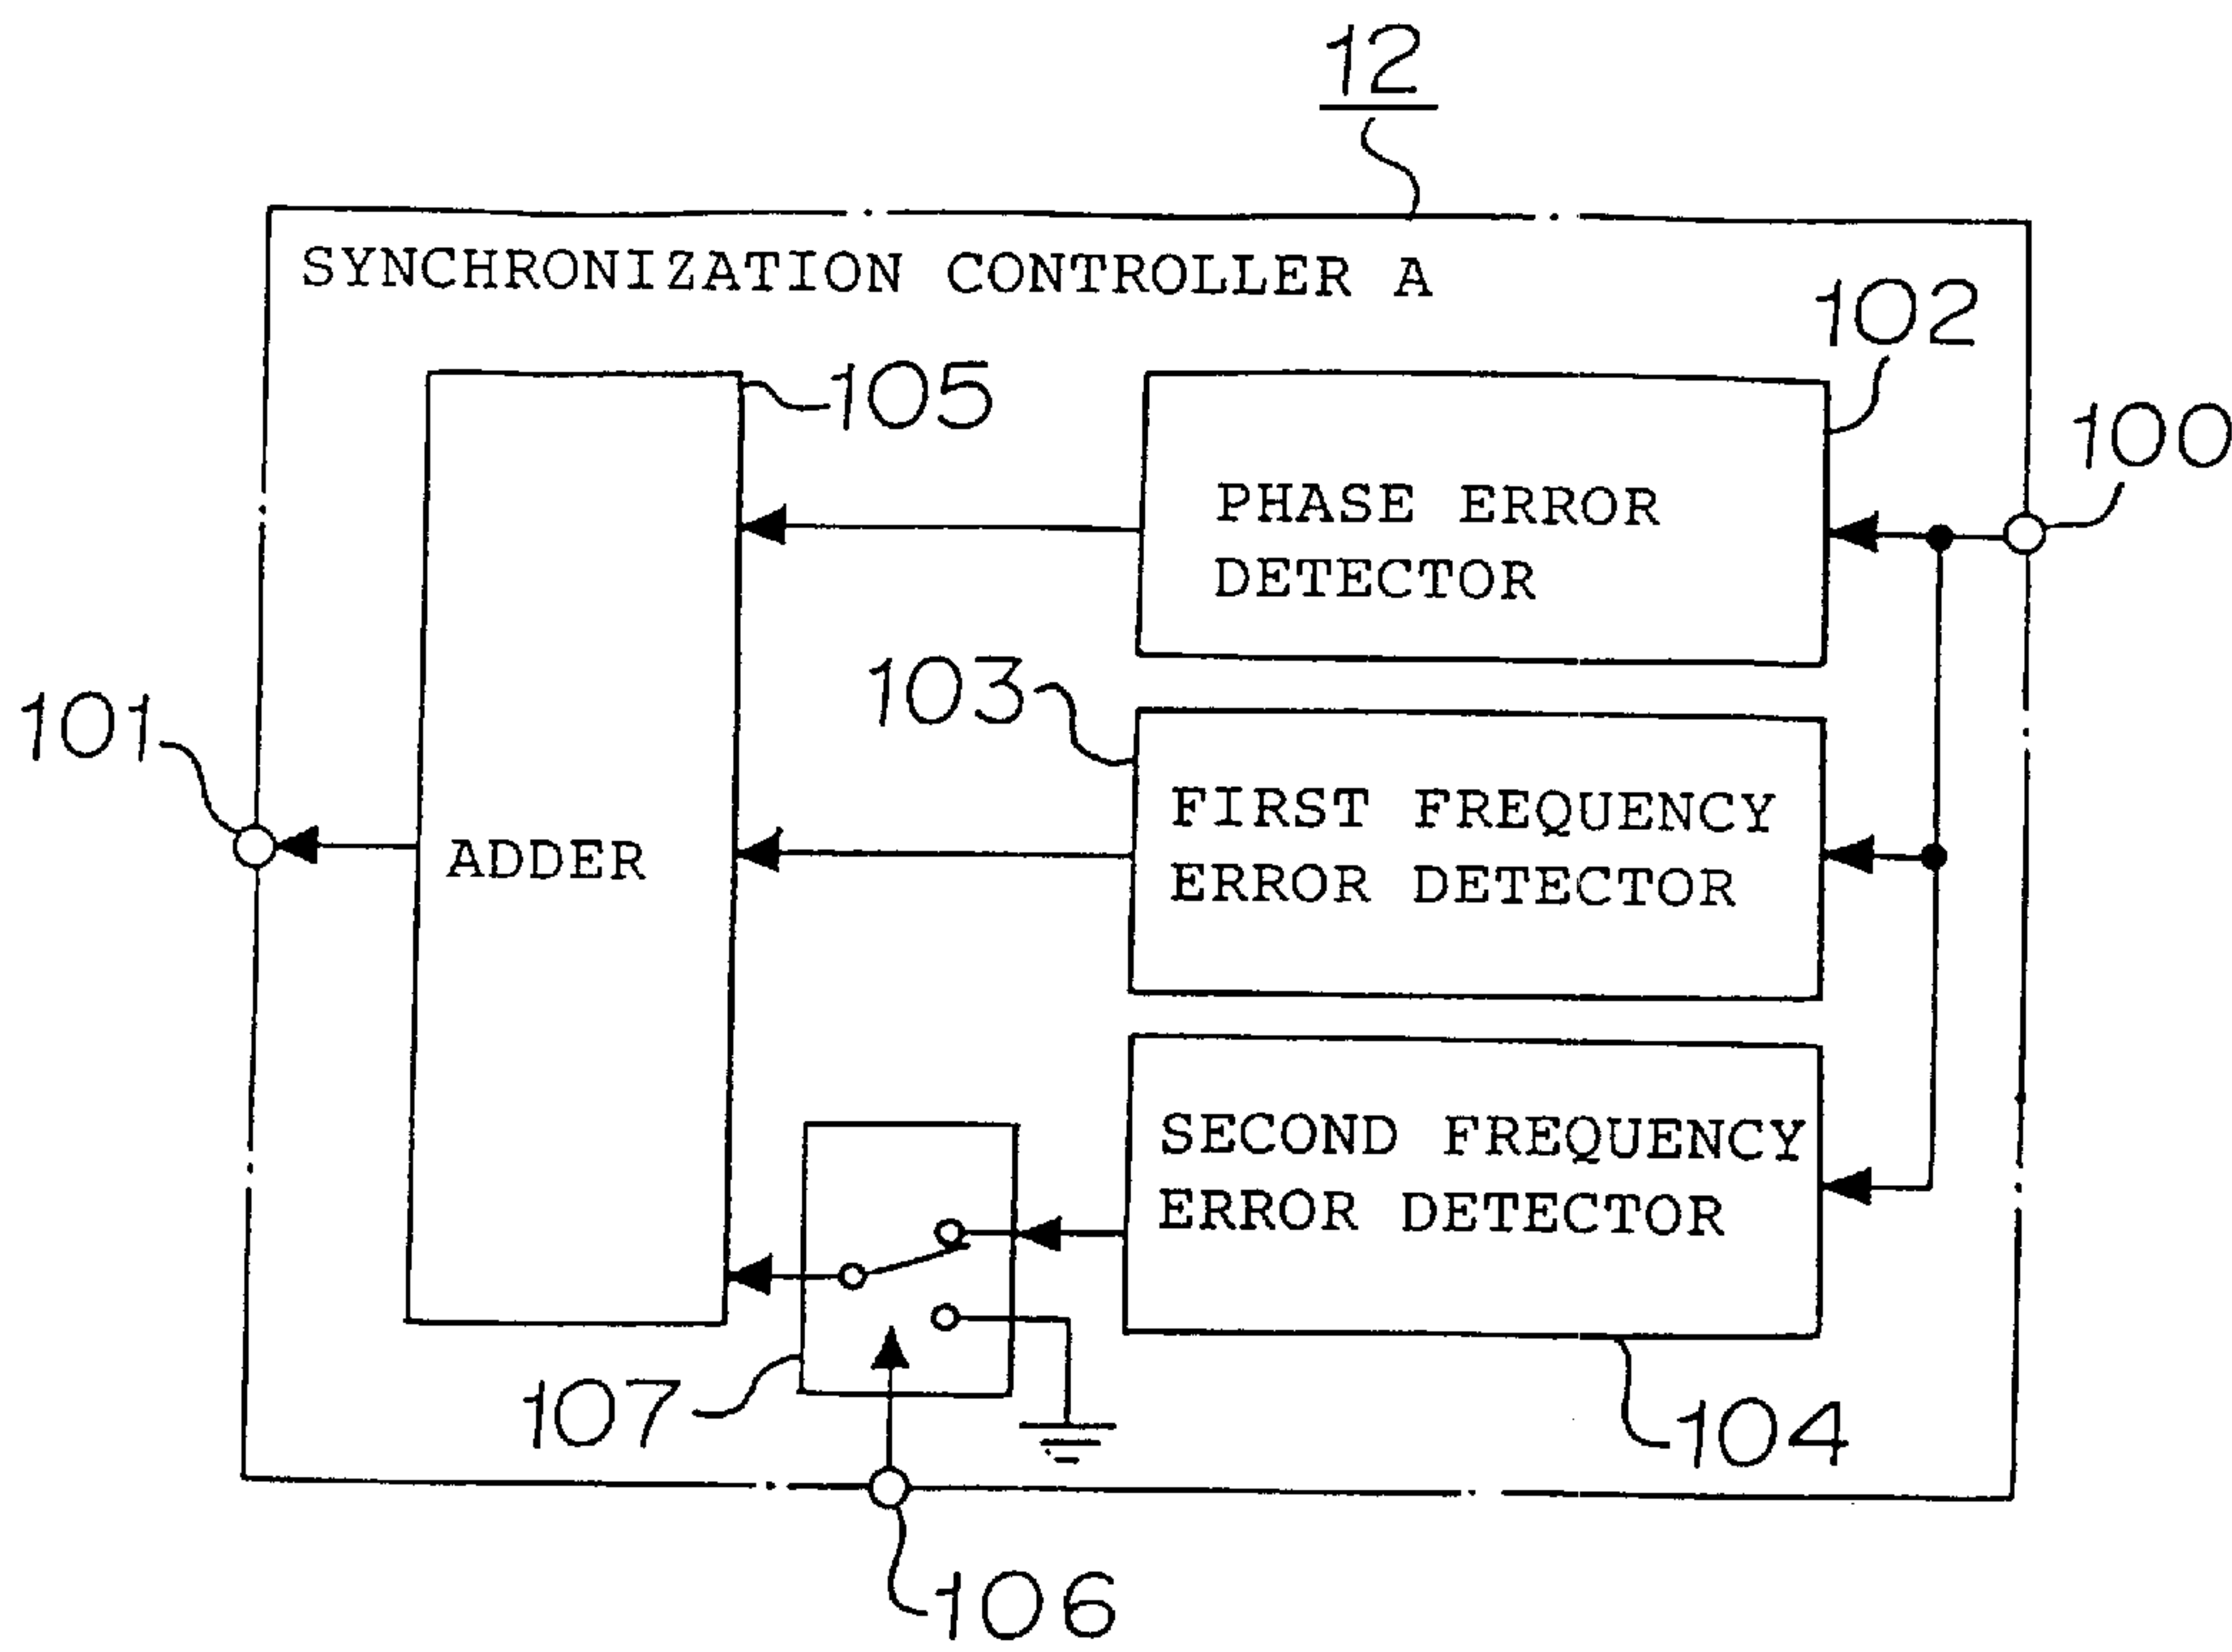 12
SYNCHRONIZATION CONTROLLER A
102
105
100
PHASE ERROR
DETECTOR
103
101
FIRST FREQUENCY
ERROR DETECTOR
ADDER
SECOND FREQUENCY
ERROR DETECTOR
107
104
106